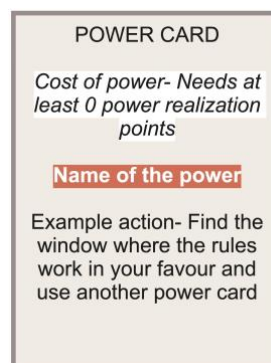 POWER CARD
Cost of power- Needs at
least 0 power realization
points
Name of the power
Example action- Find the
window where the rules
work in your favour and
use another power card